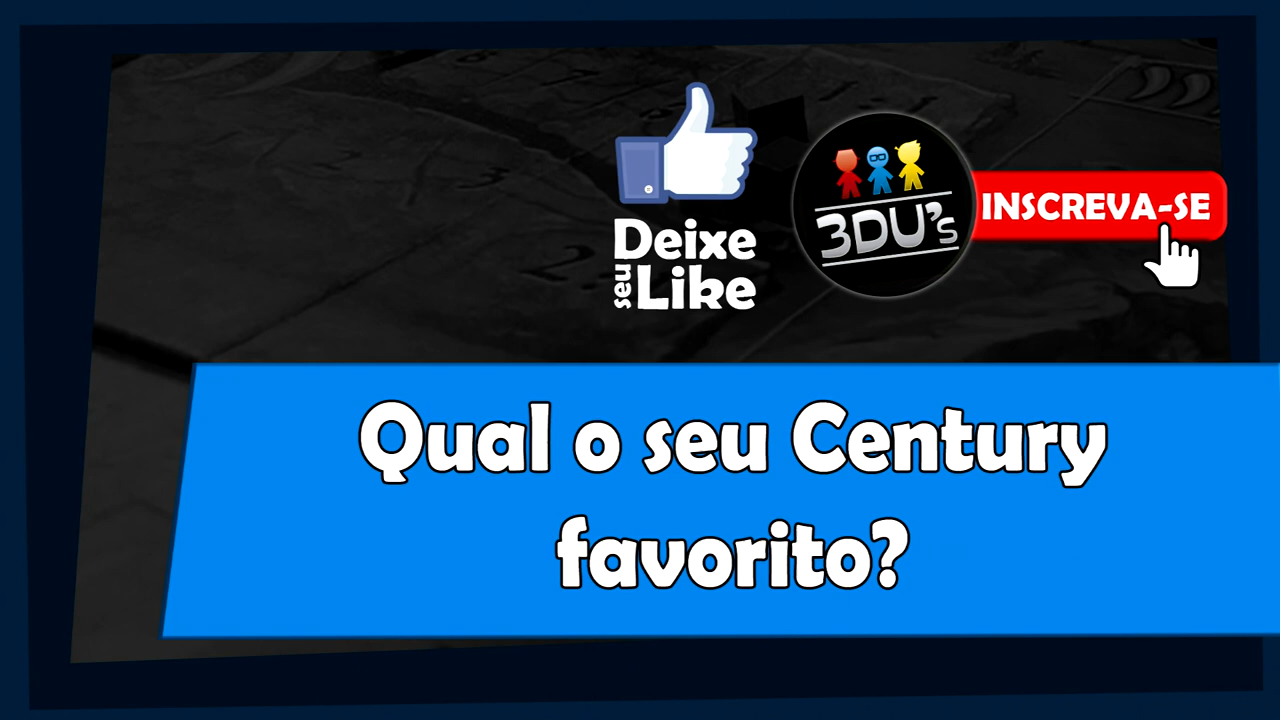 Deixe
seu Like
3DU's
INSCREVA-SE
Qual o seu Century
favorito?